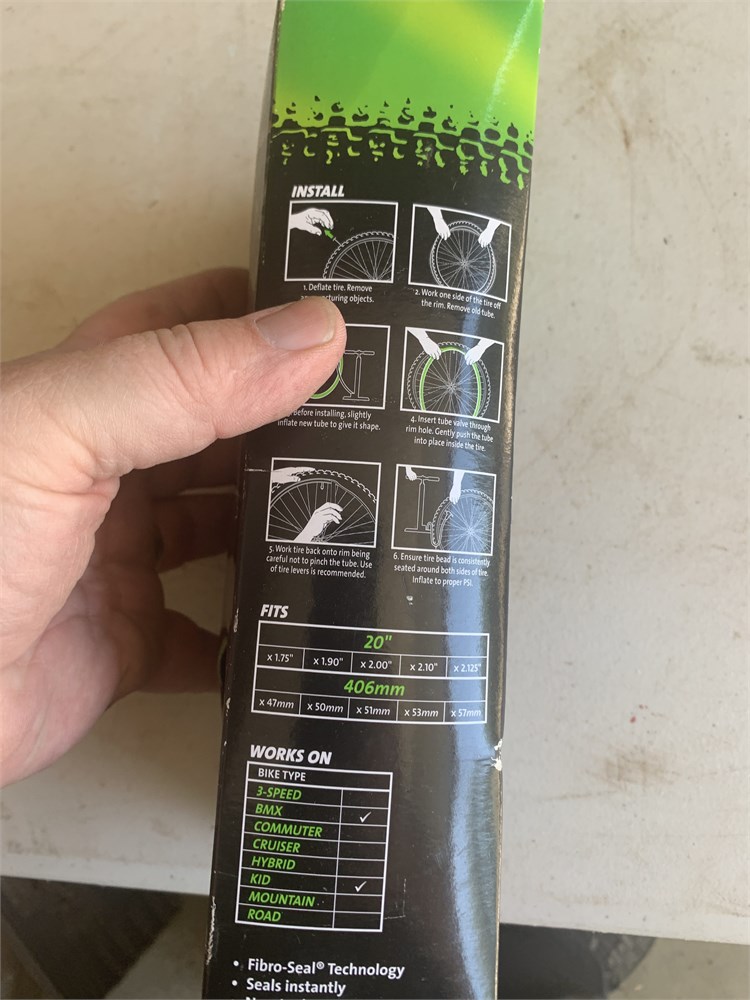 INSTALL
1. Deflate tire. Remove
objects.
2. Work one side of the tire off
the rim. Remove old tube.
Before installing, slightly
inflate new tube to give it shape.
4. Insert tube valve through
rim hole. Gently push the tube
into place inside the tire.
5. Work tire back onto rim being
careful not to pinch the tube. Use
of tire levers is recommended.
6. Ensure tire bead is consistently
seated around both sides of tire.
Inflate to proper PSI.
FITS
20"
x 1.75" x 1.90" x 2.00" x 2.10" x 2.125"
406mm
x 47mm x 50mm x 51mm x 53mm x 57mm
WORKS ON
BIKE TYPE
3-SPEED
BMX ✓
COMMUTER
CRUISER
HYBRID
KID ✓
MOUNTAIN
ROAD
• Fibro-Seal® Technology
• Seals instantly